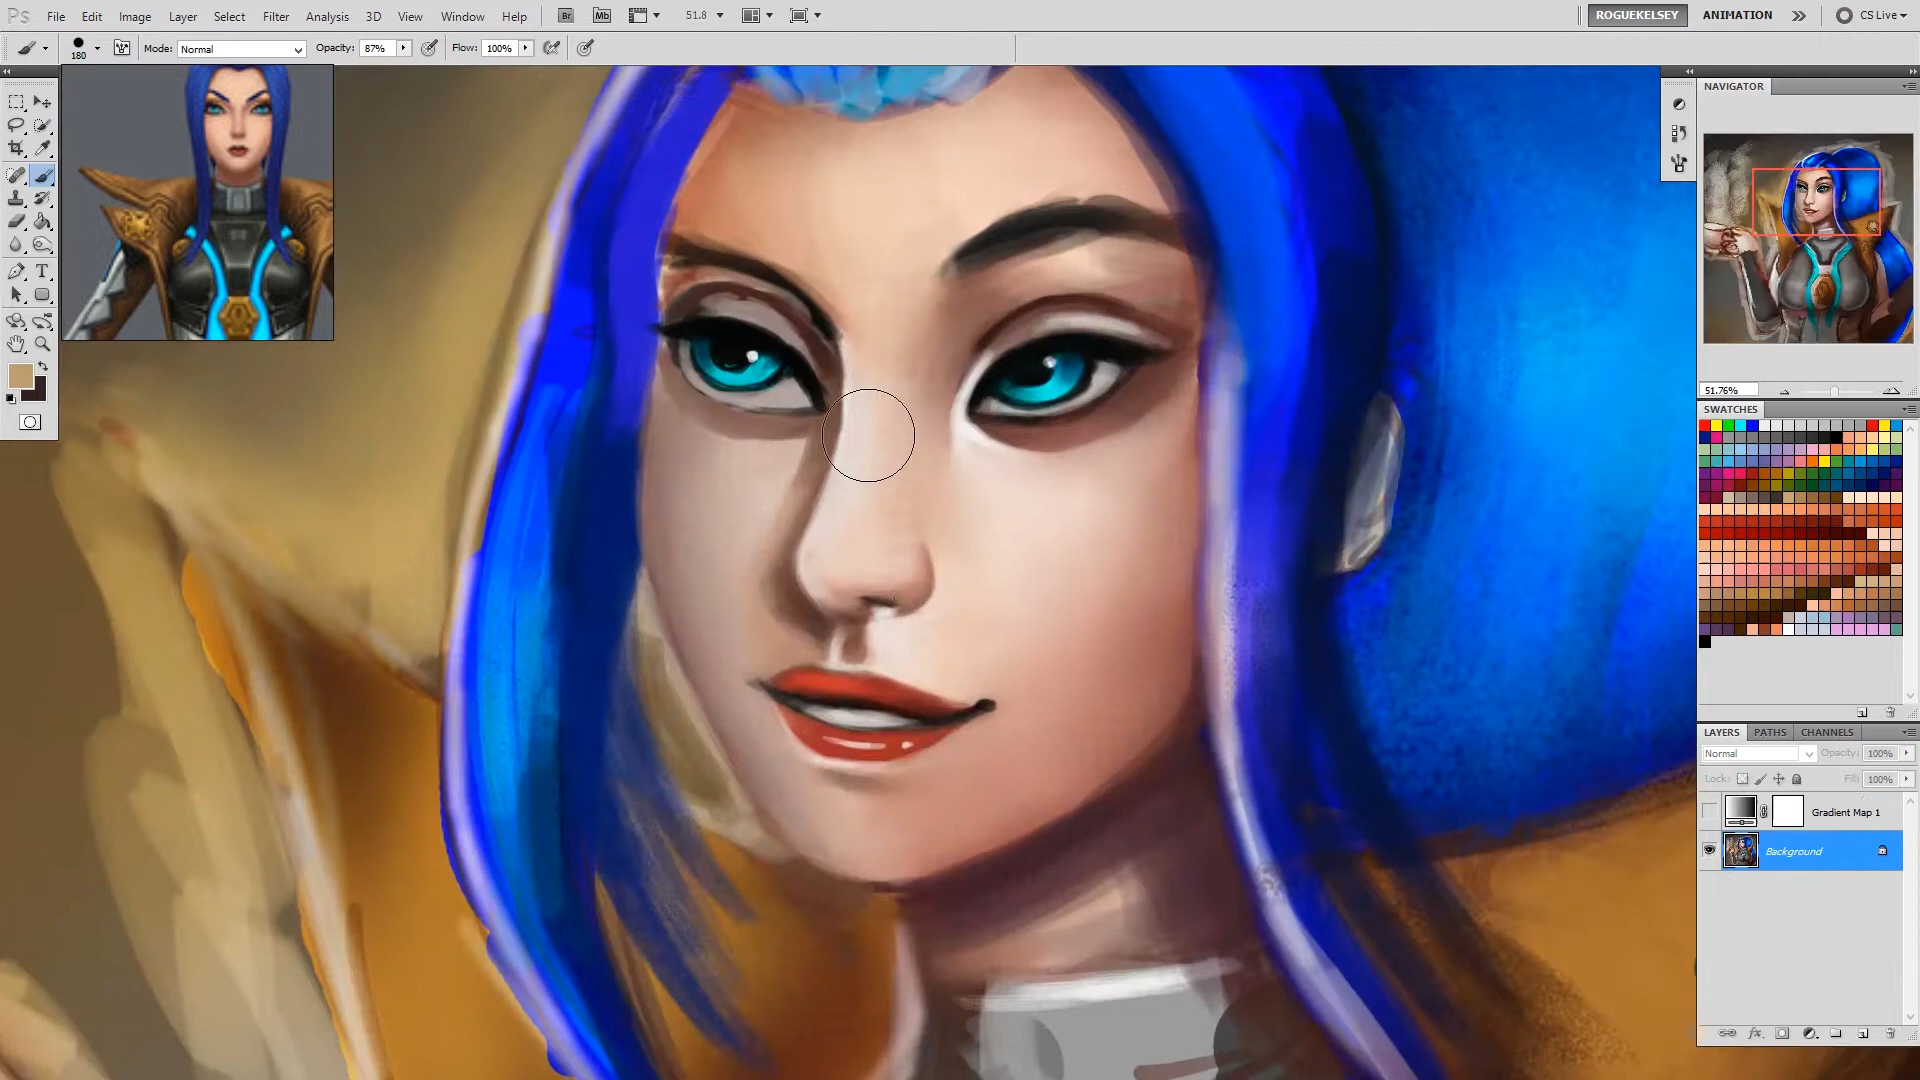 Ps File Edit Image Layer Select Filter Analysis 3D View Window Help Br Mb 51.8 ROGUEKELSEY ANIMATION CS Live
180 Mode: Normal Opacity: 87% Flow: 100%
NAVIGATOR
51.76%
SWATCHES
LAYERS PATHS CHANNELS
Normal Opacity: 100%
Lock: Fill: 100%
Gradient Map 1
Background
T
fx